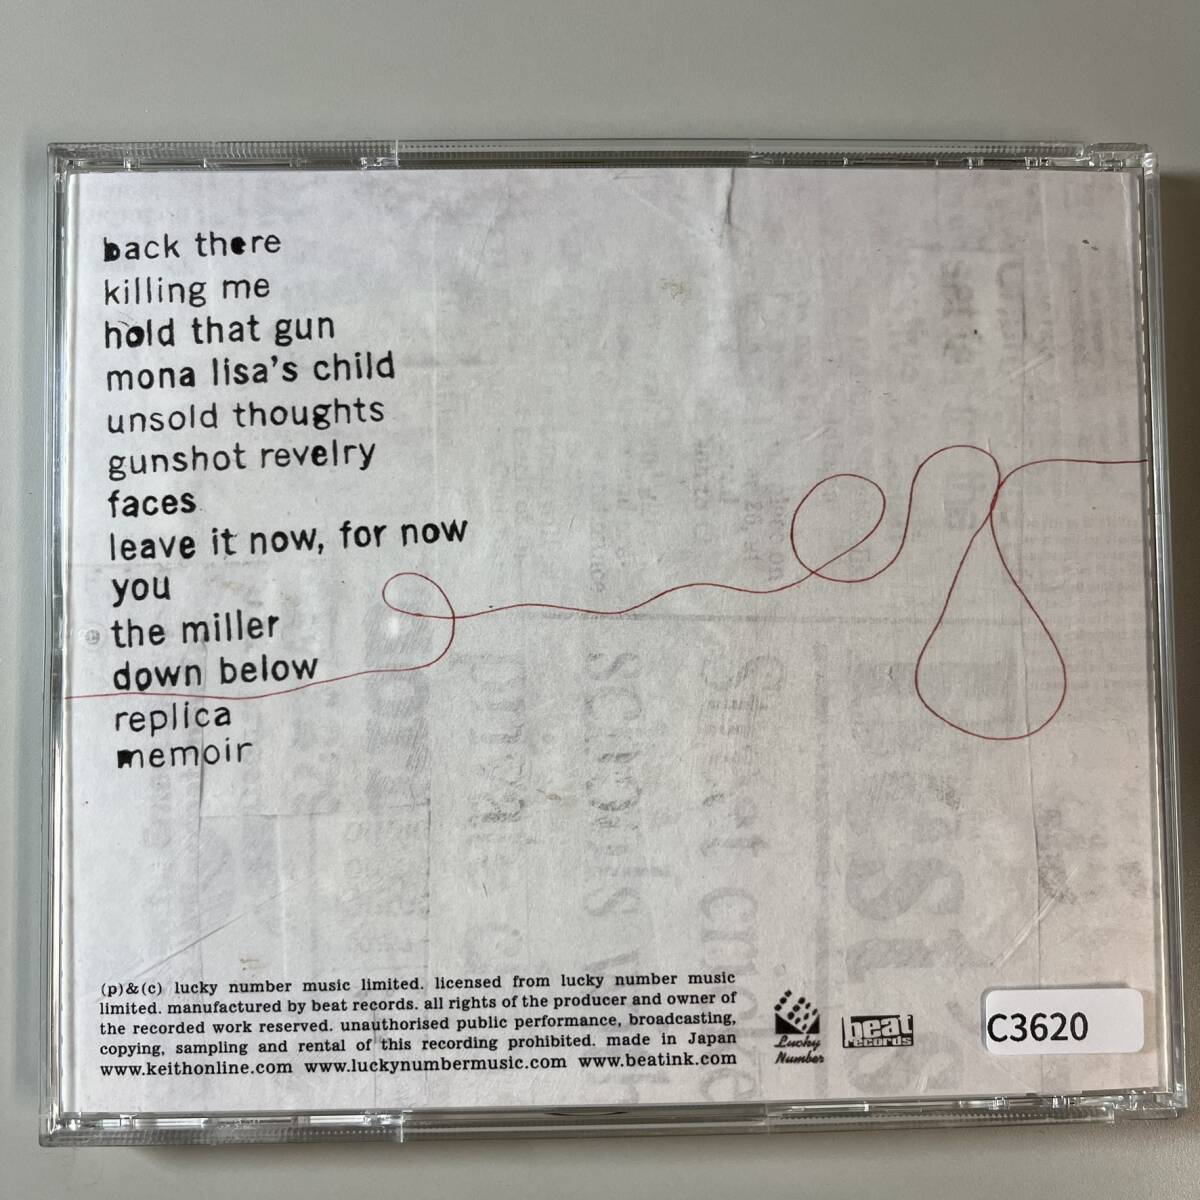 back there
killing me
hold that gun
mona lisa's child
unsold thoughts
gunshot revelry
faces
leave it now, for now
you
the miller
down below
replica
memoir
(p)&(c) lucky number music limited. licensed from lucky number music
limited. manufactured by beat records. all rights of the producer and owner of
the recorded work reserved. unauthorised public performance, broadcasting,
copying, sampling and rental of this recording prohibited. made in Japan
www.keithonline.com www.luckynumbermusic.com www.beatink.com
Lucky
Number
beat
records
C3620